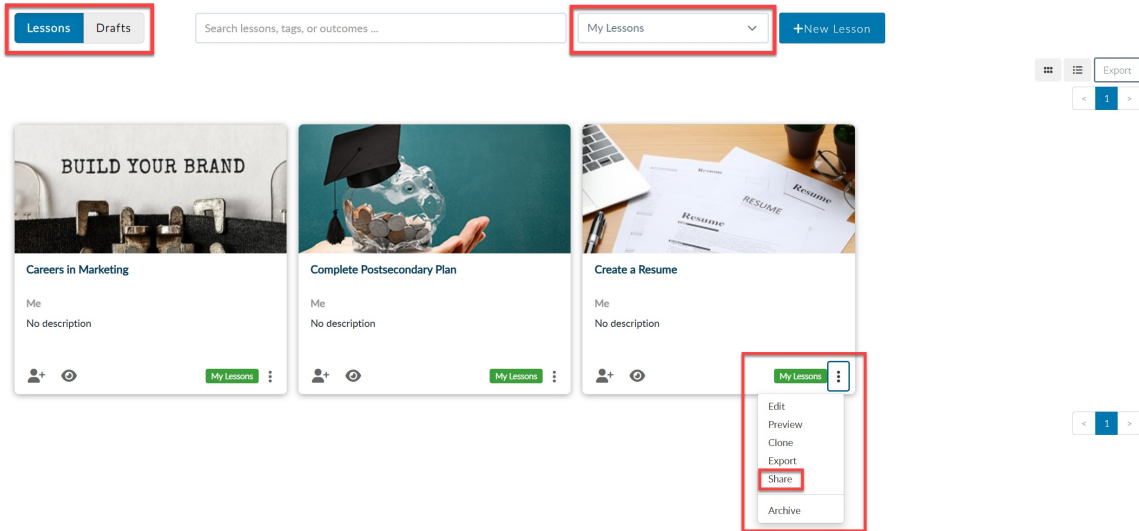 Lessons Drafts Search lessons, tags, or outcomes ... My Lessons +New Lesson
Export
< 1 >
BUILD YOUR BRAND
Resume
Resume
RESUME
Resume
Careers in Marketing Complete Postsecondary Plan Create a Resume
Me Me Me
No description No description No description
My Lessons My Lessons My Lessons
Edit
Preview
Clone
< 1 >
Export
Share
Archive